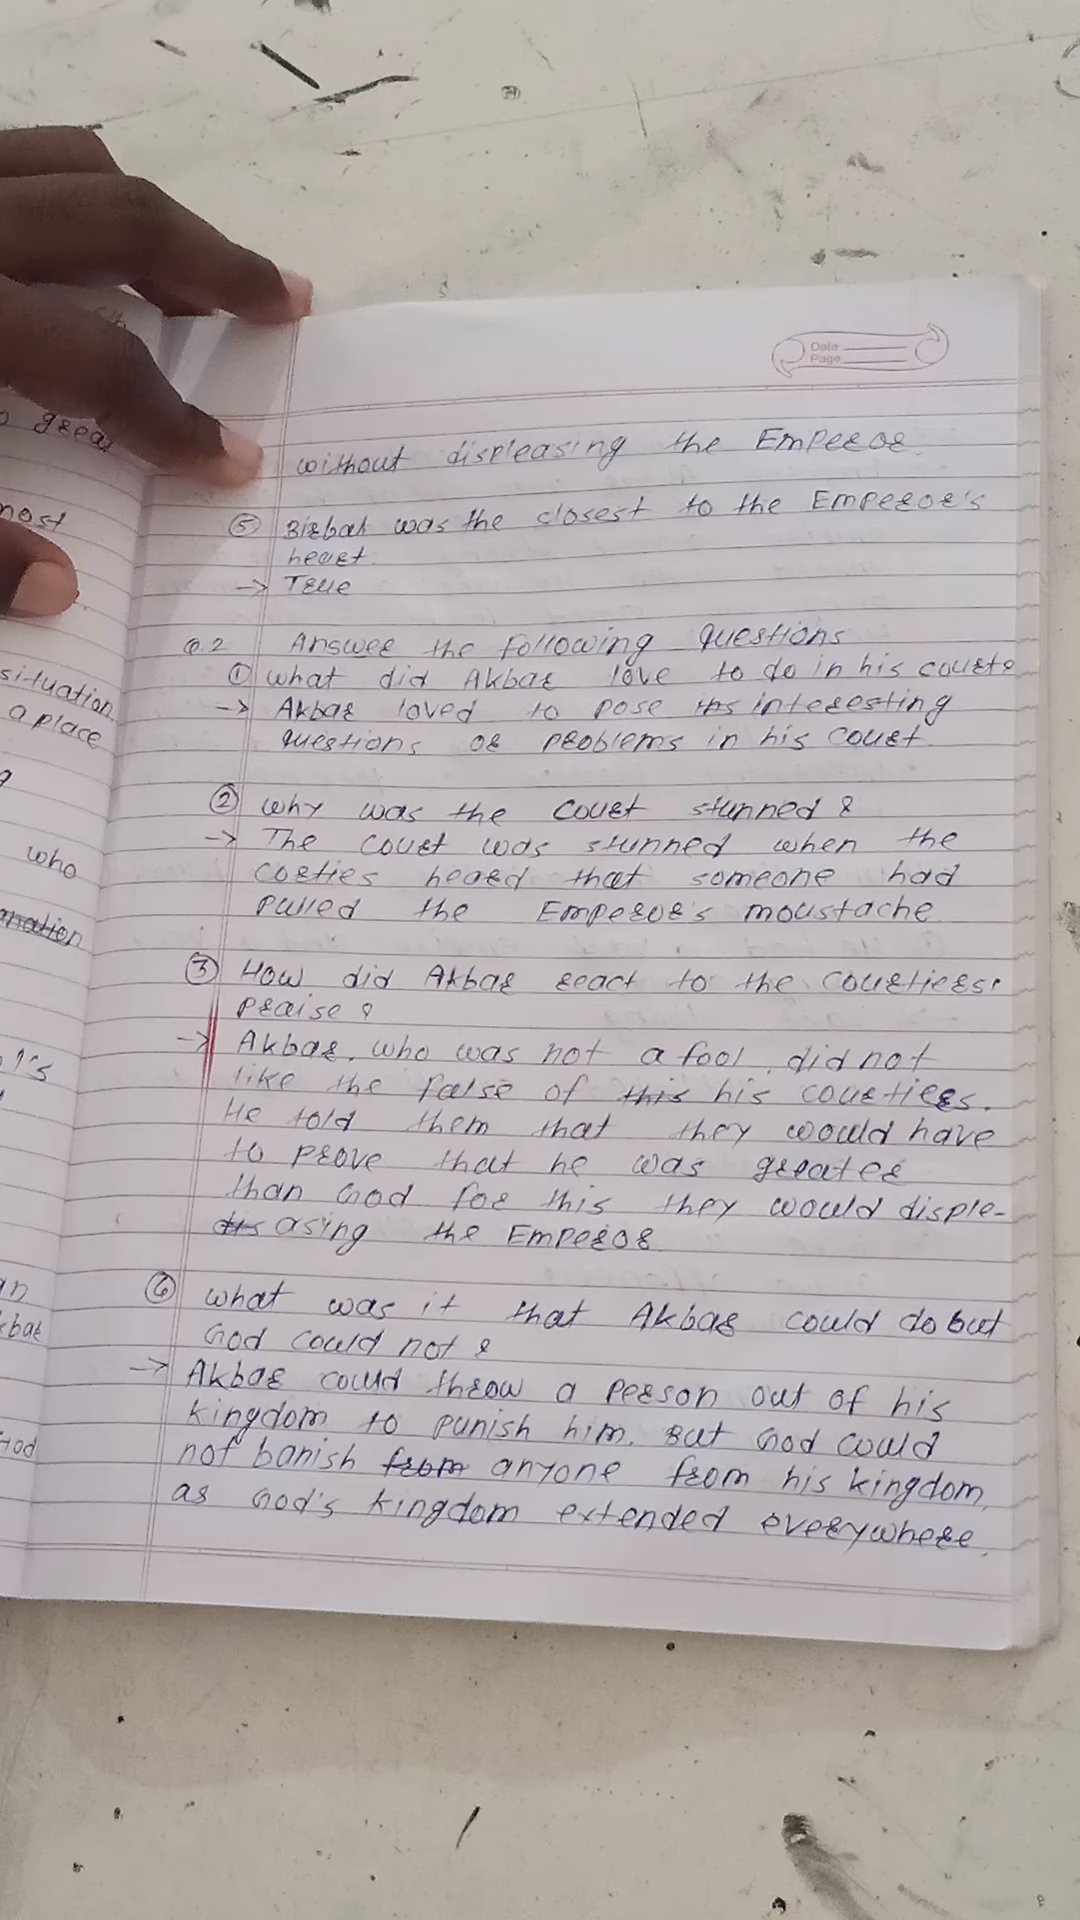 Date
Page
without displeasing the Emperor.
⑤ Birbal was the closest to the Emperor's
heart.
→ True
Q.2 Answer the following questions
① what did Akbar love to do in his court?
→ Akbar loved to pose ths interesting
questions or problems in his court
② why was the court stunned?
→ The court was stunned when the
corties heard that someone had
pulled the Emperor's moustache
③ How did Akbar react to the courtiers'
praise?
→ Akbar. who was not a fool, did not
like the false of this his courtiers.
He told them that they would have
to prove that he was greater
than God for this they would disple-
dis asing the Emperor
④ what was it that Akbar could do but
God could not?
→ Akbar could throw a person out of his
kingdom to punish him. But God could
not banish from anyone from his kingdom,
as God's kingdom extended everywhere.
great
most
situation
a place
who
nation
1's
an
kbar
God